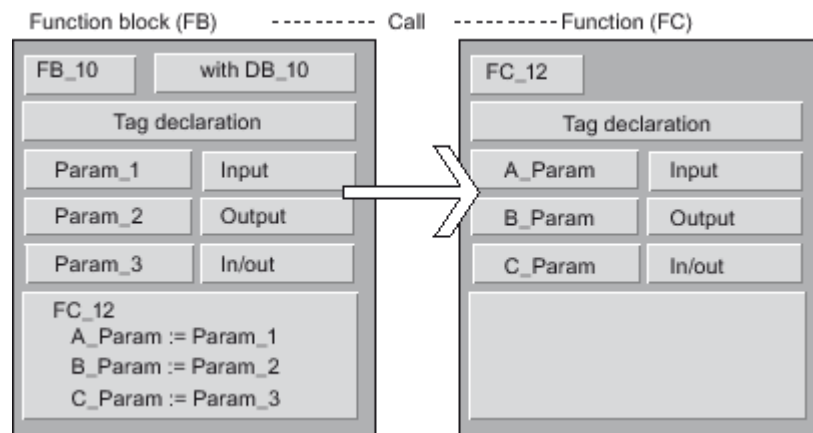 Function block (FB) ---------- Call ----------Function (FC)
FB_10
with DB_10
Tag declaration
Param_1
Input
Param_2
Output
Param_3
In/out
FC_12
A_Param := Param_1
B_Param := Param_2
C_Param := Param_3
FC_12
Tag declaration
A_Param
Input
B_Param
Output
C_Param
In/out